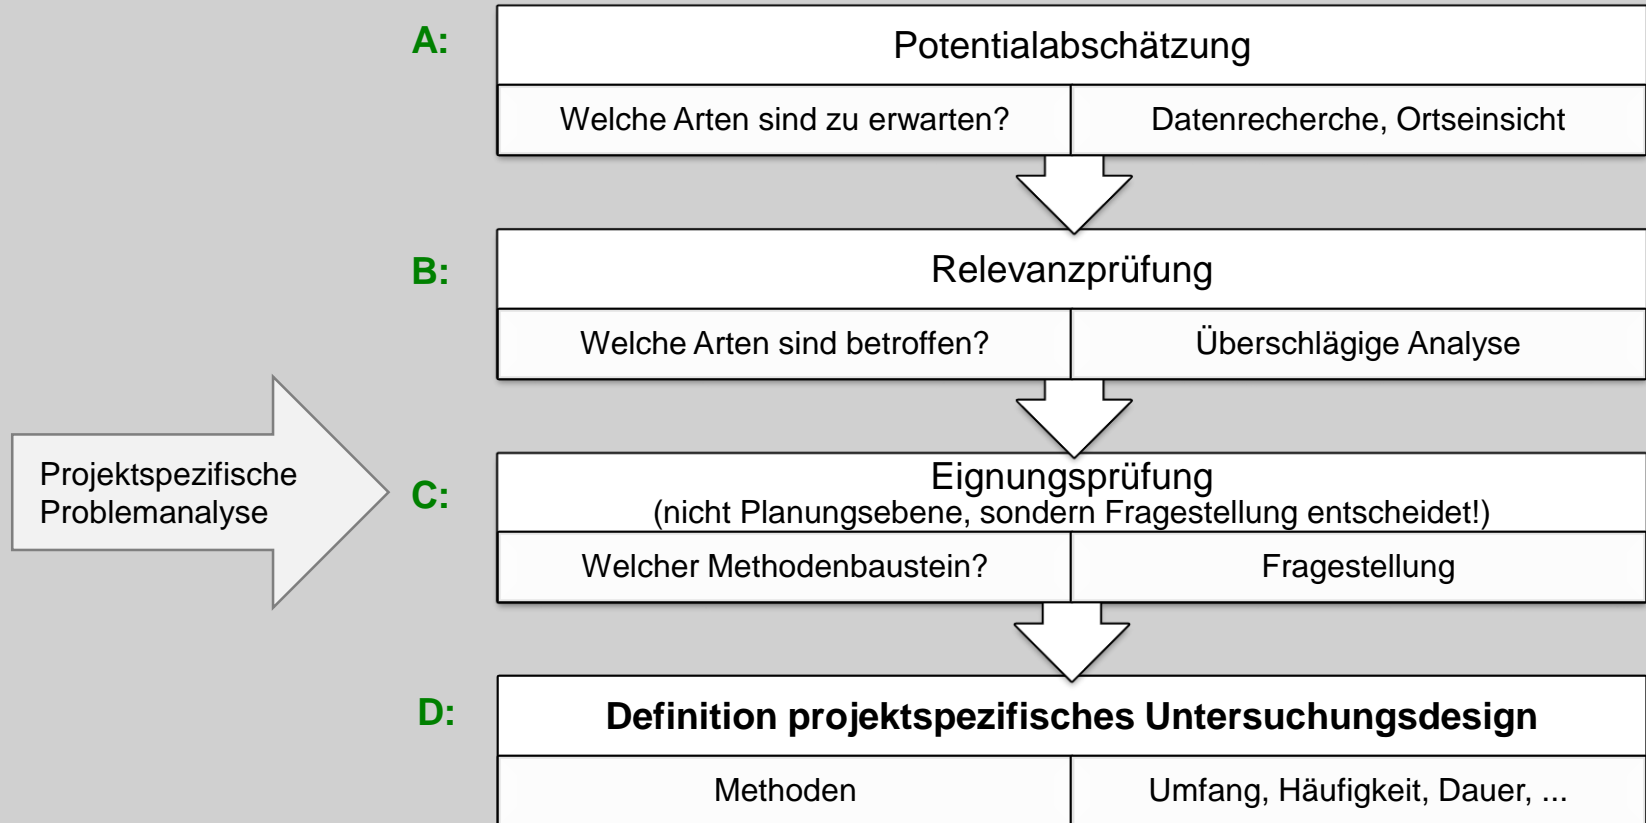 A:
Potentialabschätzung
Welche Arten sind zu erwarten?
Datenrecherche, Ortseinsicht
B:
Relevanzprüfung
Welche Arten sind betroffen?
Überschlägige Analyse
Projektspezifische
Problemanalyse
C:
Eignungsprüfung
(nicht Planungsebene, sondern Fragestellung entscheidet!)
Welcher Methodenbaustein?
Fragestellung
D:
Definition projektspezifisches Untersuchungsdesign
Methoden
Umfang, Häufigkeit, Dauer, ...